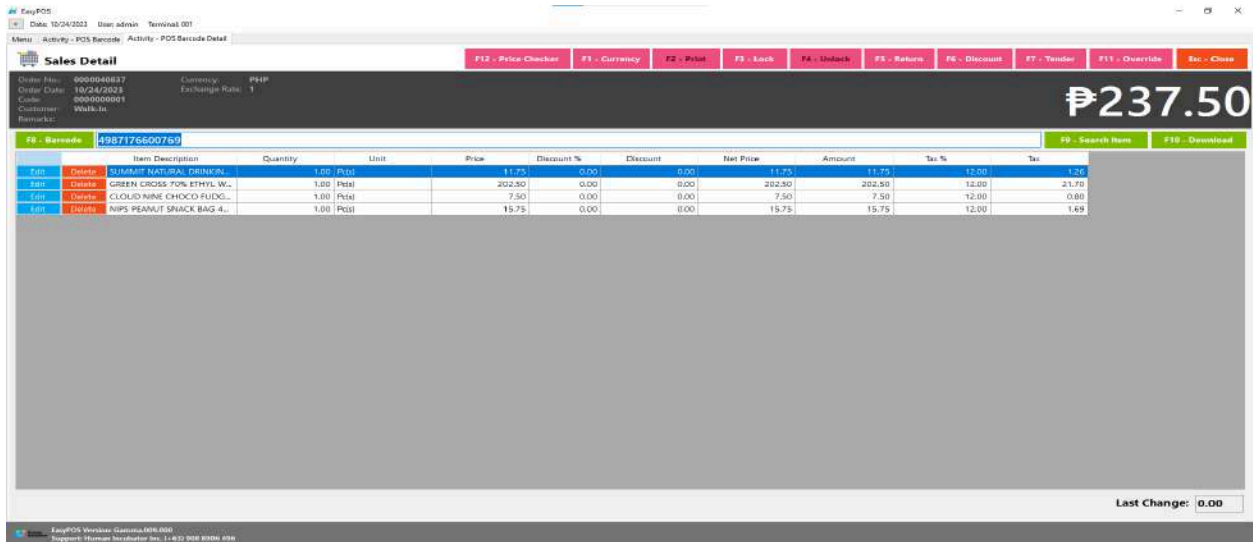 EasyPOS
Date: 10/24/2023 User: admin Terminal: 001
Menu Activity - POS Barcode Activity - POS Barcode Detail
Sales Detail
F12 - Price Checker F1 - Currency F2 - Print F3 - Lock F4 - Unlock F5 - Return F6 - Discount F7 - Tender F11 - Override Esc - Close
Order No.: 0000040837 Currency: PHP
Order Date: 10/24/2023 Exchange Rate: 1
Code: 0000000001
Customer: Walk-In
Remarks:
₱237.50
F8 - Barcode 4987176600769 F9 - Search Item F10 - Download
Item Description Quantity Unit Price Discount % Discount Net Price Amount Tax % Tax
Edit Delete SUMMIT NATURAL DRINKIN... 1.00 Pc(s) 11.75 0.00 0.00 11.75 11.75 12.00 1.26
Edit Delete GREEN CROSS 70% ETHYL W... 1.00 Pc(s) 202.50 0.00 0.00 202.50 202.50 12.00 21.70
Edit Delete CLOUD NINE CHOCO FUDG... 1.00 Pc(s) 7.50 0.00 0.00 7.50 7.50 12.00 0.80
Edit Delete NIPS PEANUT SNACK BAG 4... 1.00 Pc(s) 15.75 0.00 0.00 15.75 15.75 12.00 1.69
Last Change: 0.00
EasyPOS Version: Gamma.
Support: Human Incubator Inc. (+63)